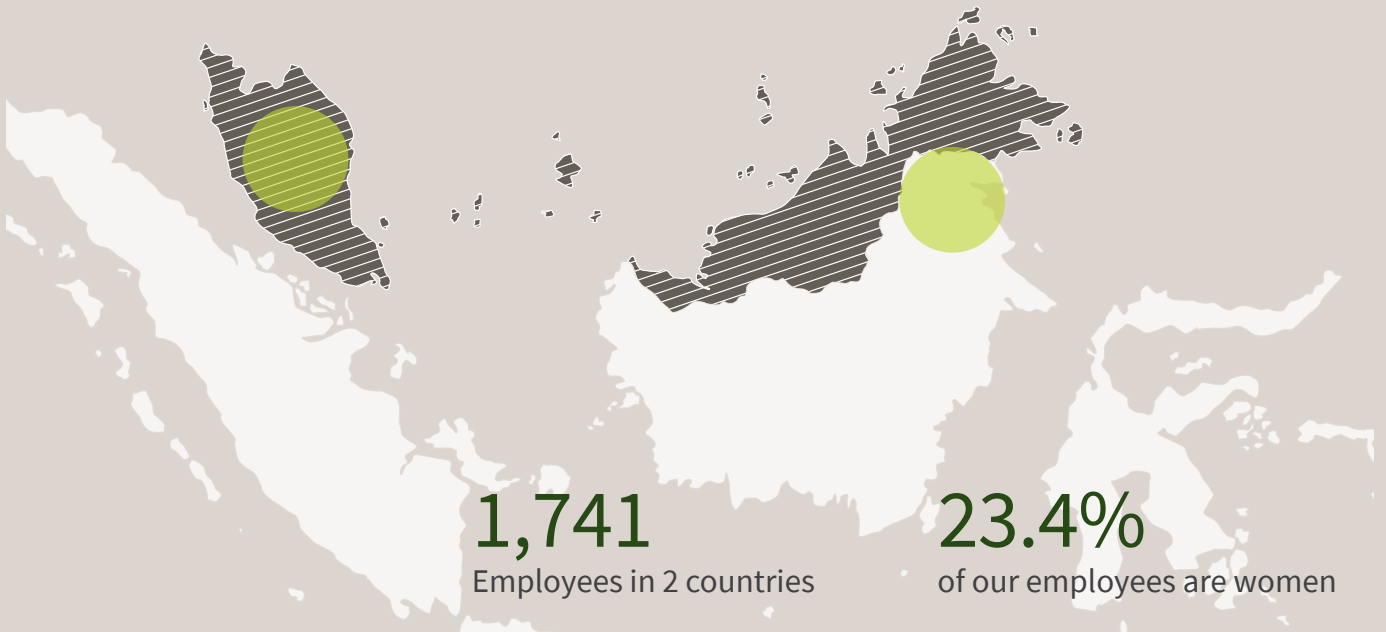 1,741
Employees in 2 countries
23.4%
of our employees are women